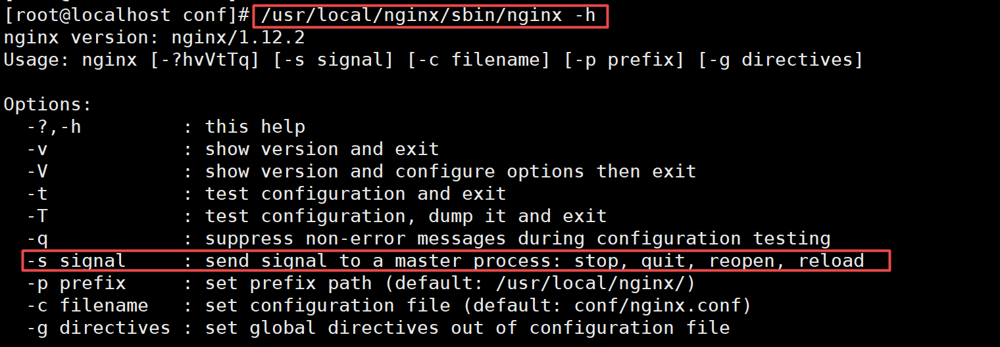 [root@localhost conf]# /usr/local/nginx/sbin/nginx -h
nginx version: nginx/1.12.2
Usage: nginx [-?hvVtTq] [-s signal] [-c filename] [-p prefix] [-g directives]

Options:
  -?,-h         : this help
  -v            : show version and exit
  -V            : show version and configure options then exit
  -t            : test configuration and exit
  -T            : test configuration, dump it and exit
  -q            : suppress non-error messages during configuration testing
  -s signal     : send signal to a master process: stop, quit, reopen, reload
  -p prefix     : set prefix path (default: /usr/local/nginx/)
  -c filename   : set configuration file (default: conf/nginx.conf)
  -g directives : set global directives out of configuration file